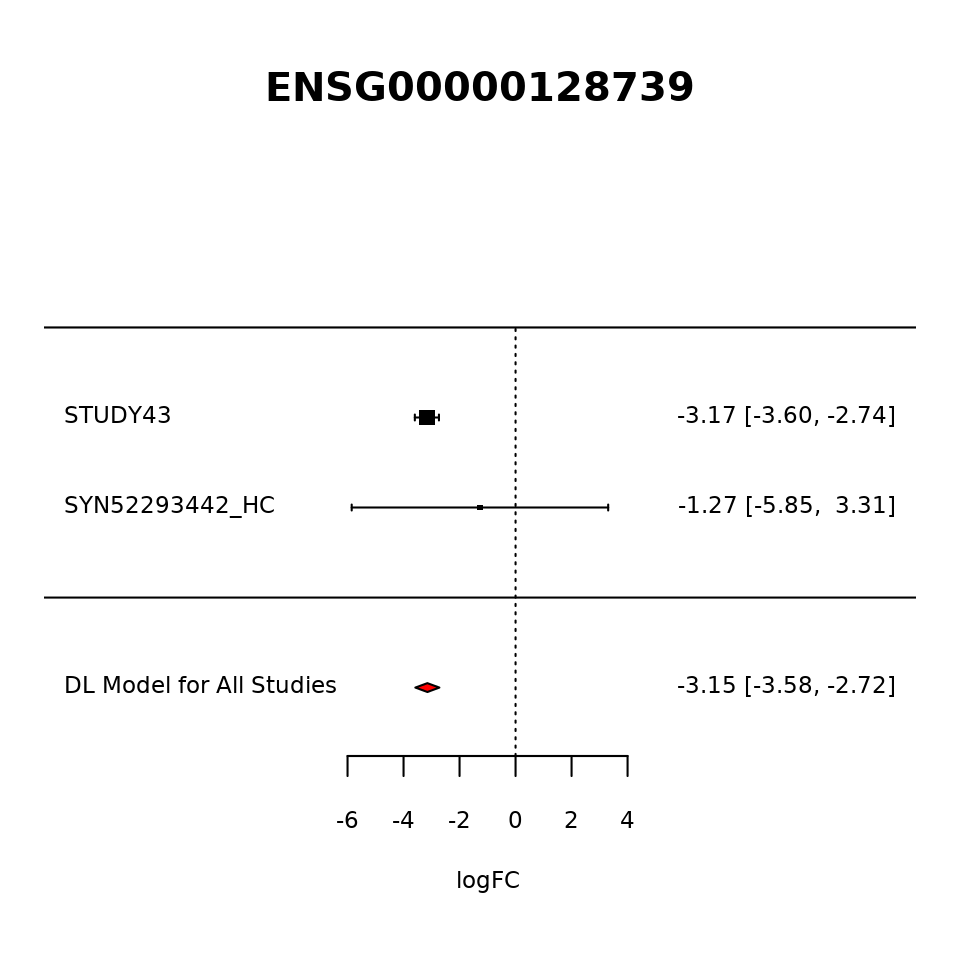 ENSG00000128739
STUDY43 -3.17 [-3.60, -2.74]
SYN52293442_HC -1.27 [-5.85,  3.31]
DL Model for All Studies -3.15 [-3.58, -2.72]
-6 -4 -2 0 2 4
logFC